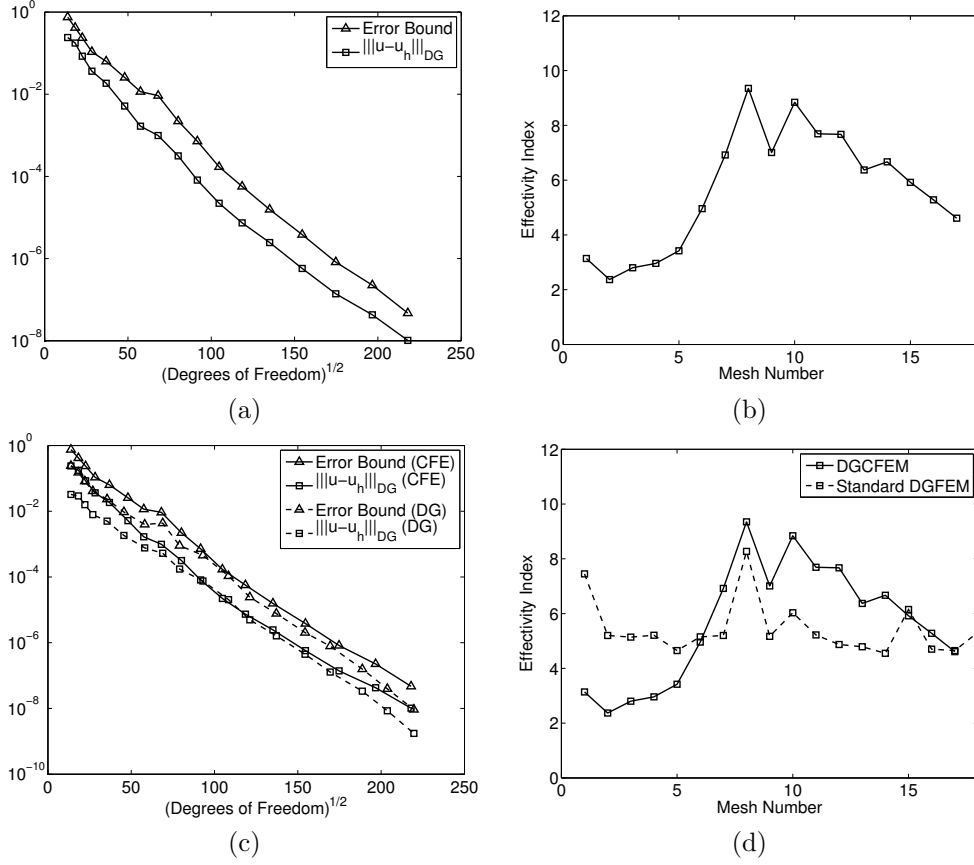 10^0
10^-2
10^-4
10^-6
10^-8
0 50 100 150 200 250
(Degrees of Freedom)^1/2
Error Bound
|||u−u_h|||_DG
(a)
12
10
8
6
4
2
0
0 5 10 15
Effectivity Index
Mesh Number
(b)
10^0
10^-2
10^-4
10^-6
10^-8
10^-10
0 50 100 150 200 250
(Degrees of Freedom)^1/2
Error Bound (CFE)
|||u−u_h|||_DG (CFE)
Error Bound (DG)
|||u−u_h|||_DG (DG)
(c)
12
10
8
6
4
2
0
0 5 10 15
Effectivity Index
Mesh Number
DGCFEM
Standard DGFEM
(d)